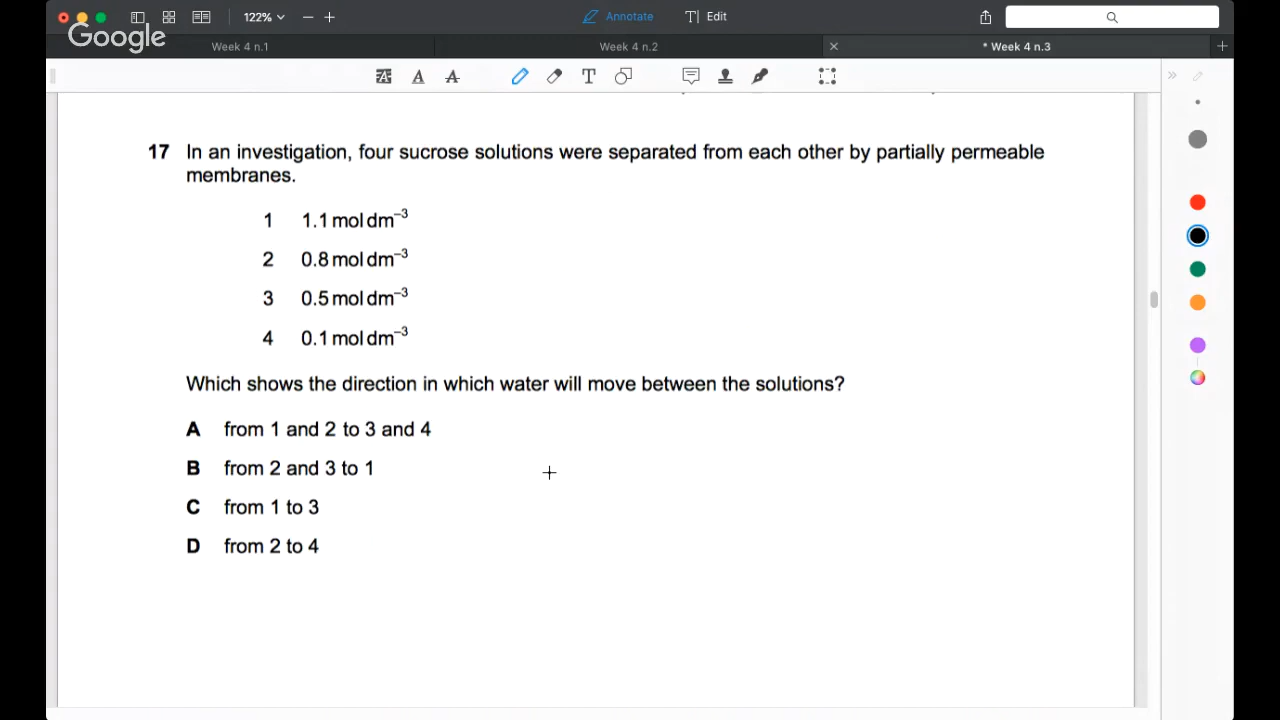 122%
Annotate
T| Edit
Google
Week 4 n.1
Week 4 n.2
* Week 4 n.3
17 In an investigation, four sucrose solutions were separated from each other by partially permeable
membranes.
1 1.1 mol dm⁻³
2 0.8 mol dm⁻³
3 0.5 mol dm⁻³
4 0.1 mol dm⁻³
Which shows the direction in which water will move between the solutions?
A from 1 and 2 to 3 and 4
B from 2 and 3 to 1
C from 1 to 3
D from 2 to 4